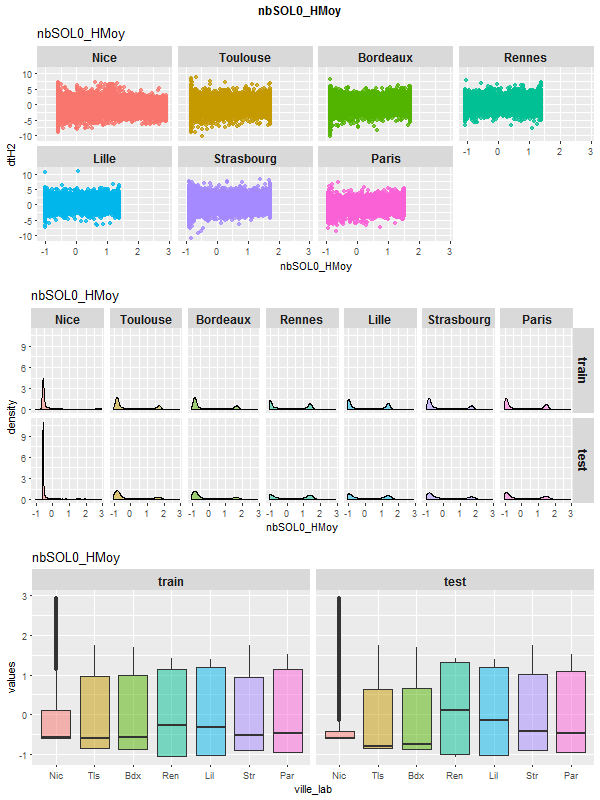 nbSOL0_HMoy
nbSOL0_HMoy
Nice Toulouse Bordeaux Rennes
10
5
0
-5
-10
-1 0 1 2 3
dtH2
Lille Strasbourg Paris
10
5
0
-5
-10
-1 0 1 2 3 -1 0 1 2 3 -1 0 1 2 3
nbSOL0_HMoy
nbSOL0_HMoy
Nice Toulouse Bordeaux Rennes Lille Strasbourg Paris
9
6
3
0
train
density
9
6
3
0
test
-1 0 1 2 3 -1 0 1 2 3 -1 0 1 2 3 -1 0 1 2 3 -1 0 1 2 3 -1 0 1 2 3 -1 0 1 2 3
nbSOL0_HMoy
nbSOL0_HMoy
train test
3
2
1
0
-1
values
Nic Tls Bdx Ren Lil Str Par Nic Tls Bdx Ren Lil Str Par
ville_lab